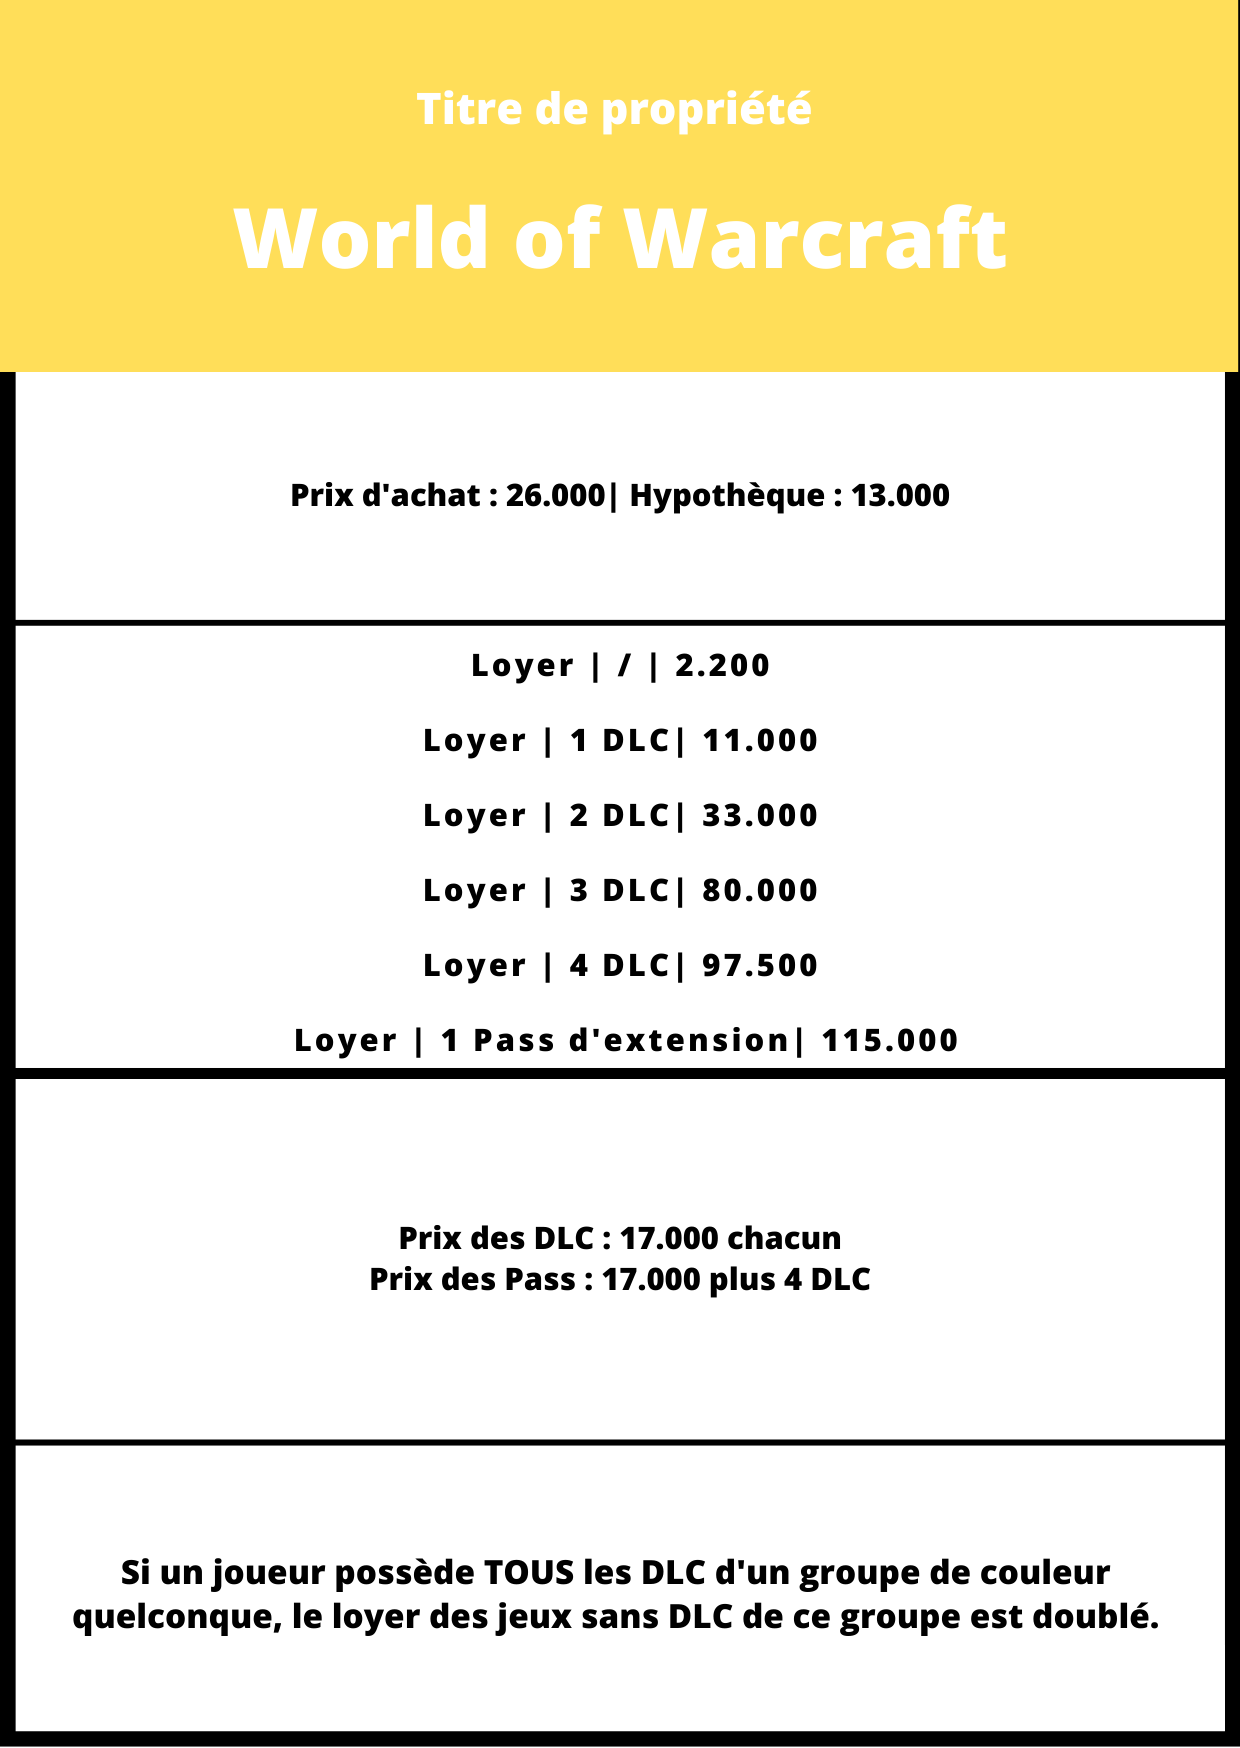 Titre de propriété
World of Warcraft
Prix d'achat : 26.000| Hypothèque : 13.000
Loyer | / | 2.200
Loyer | 1 DLC| 11.000
Loyer | 2 DLC| 33.000
Loyer | 3 DLC| 80.000
Loyer | 4 DLC| 97.500
Loyer | 1 Pass d'extension| 115.000
Prix des DLC : 17.000 chacun
Prix des Pass : 17.000 plus 4 DLC
Si un joueur possède TOUS les DLC d'un groupe de couleur
quelconque, le loyer des jeux sans DLC de ce groupe est doublé.